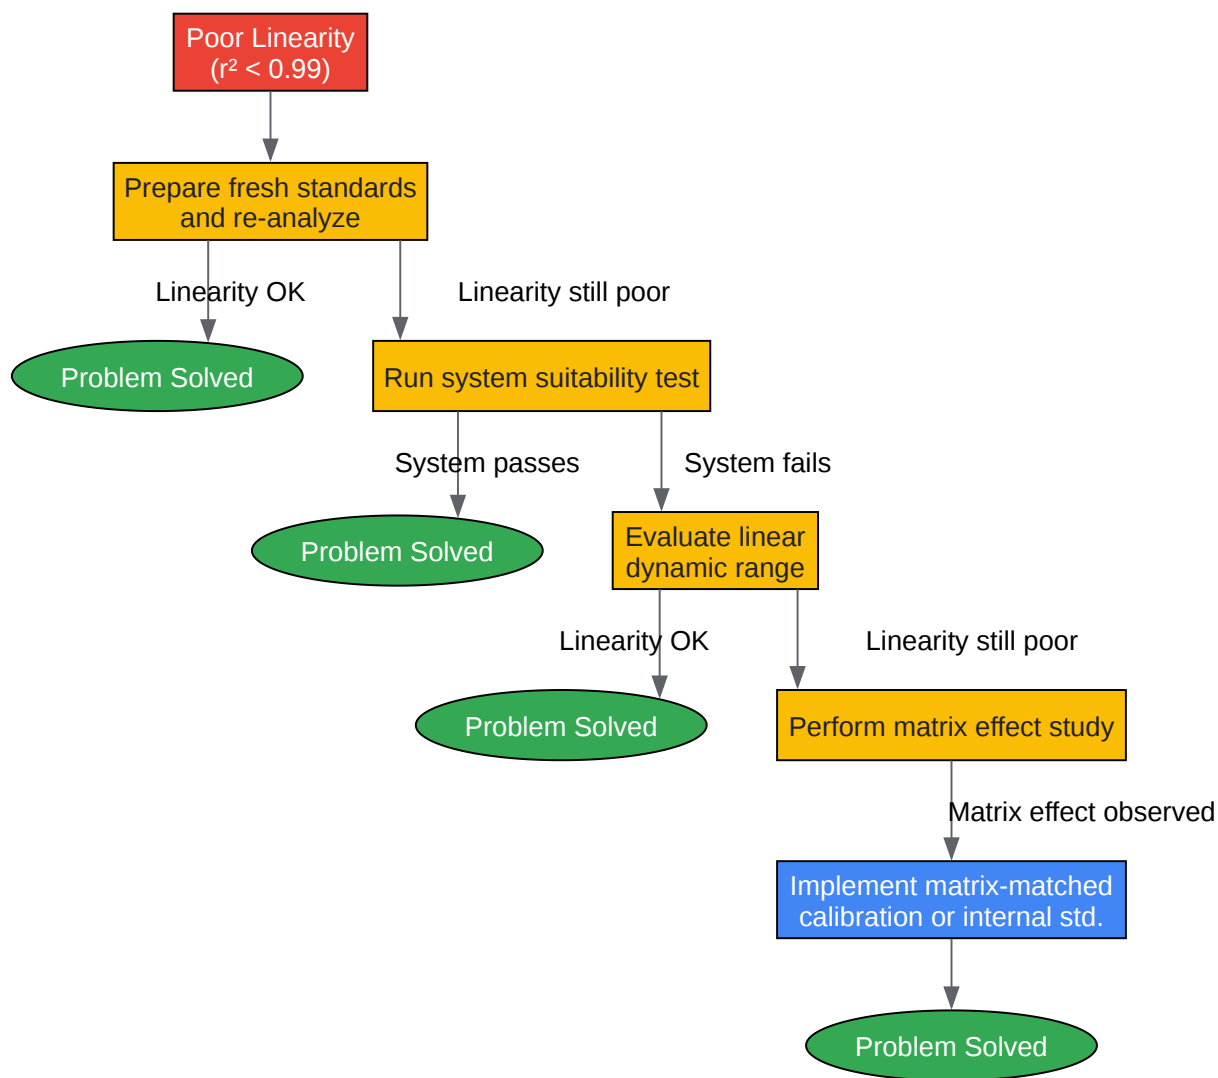 Poor Linearity
(r² < 0.99)
Prepare fresh standards
and re-analyze
Linearity OK
Linearity still poor
Problem Solved
Run system suitability test
System passes
System fails
Problem Solved
Evaluate linear
dynamic range
Linearity OK
Linearity still poor
Problem Solved
Perform matrix effect study
Matrix effect observed
Implement matrix-matched
calibration or internal std.
Problem Solved